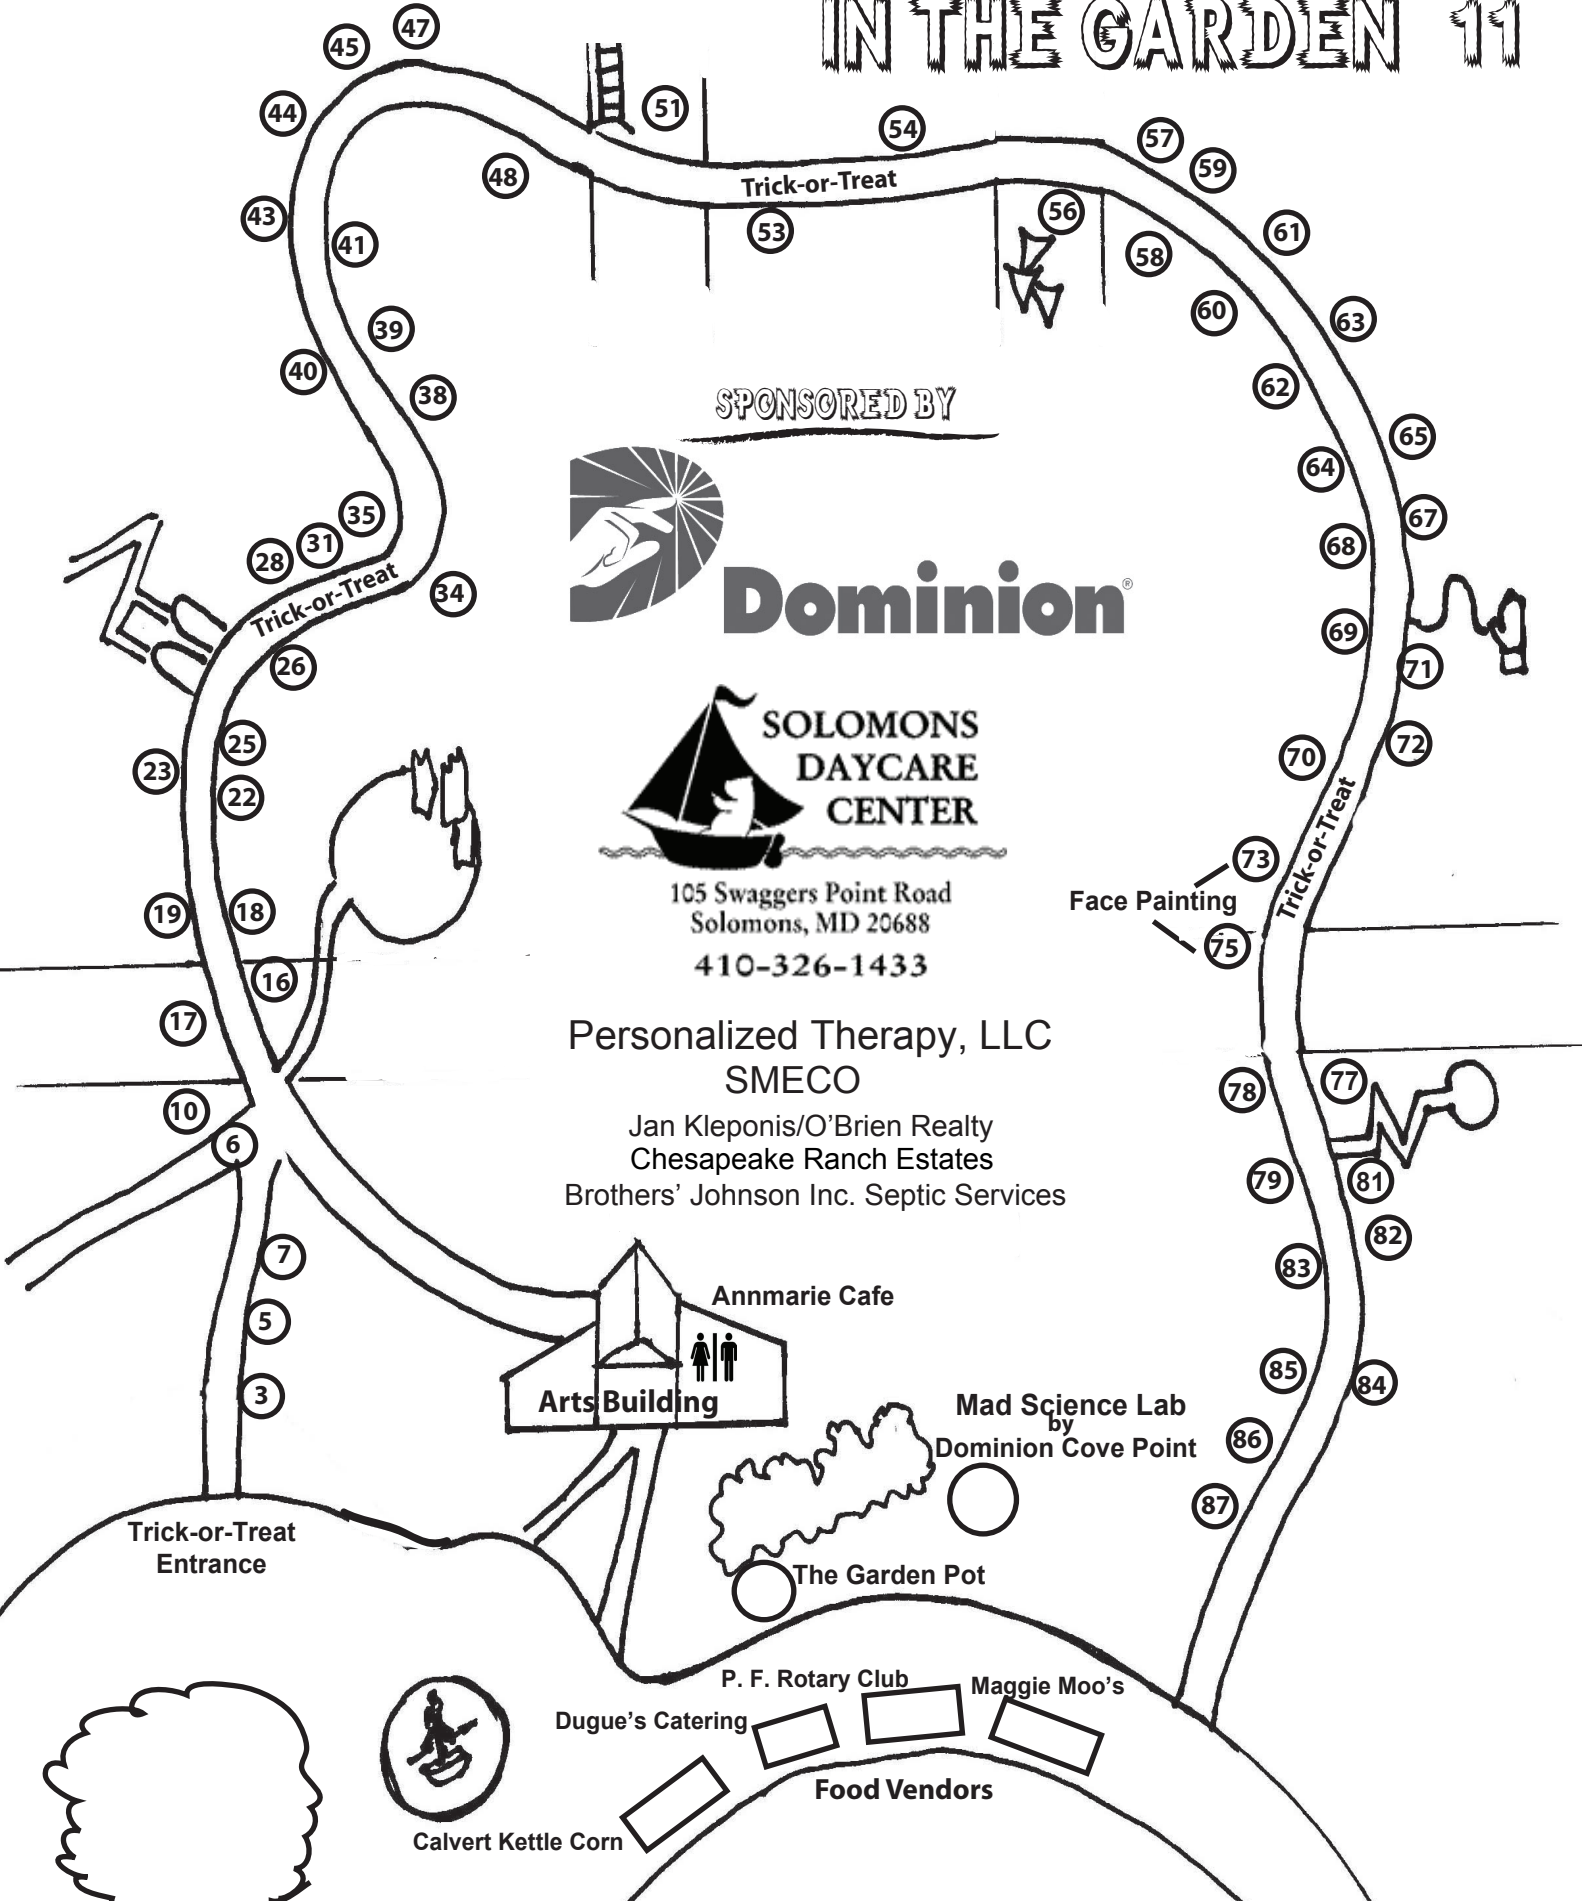 IN THE GARDEN 11
47
45
44
51
54
57
59
48
Trick-or-Treat
43
41
53
56
58
61
60
63
39
40
38
62
SPONSORED BY
65
64
35
31
28
67
68
Trick-or-Treat
34
Dominion®
69
26
71
25
23
22
SOLOMONS
DAYCARE
CENTER
72
70
Trick-or-Treat
73
Face Painting
75
19
18
105 Swaggers Point Road
Solomons, MD 20688
410-326-1433
16
17
Personalized Therapy, LLC
SMECO
78
77
10
6
Jan Kleponis/O’Brien Realty
Chesapeake Ranch Estates
Brothers’ Johnson Inc. Septic Services
79
81
82
7
83
5
Annmarie Cafe
3
Arts Building
85
84
Mad Science Lab
by
Dominion Cove Point
86
87
Trick-or-Treat
Entrance
The Garden Pot
P. F. Rotary Club
Maggie Moo’s
Dugue’s Catering
Food Vendors
Calvert Kettle Corn